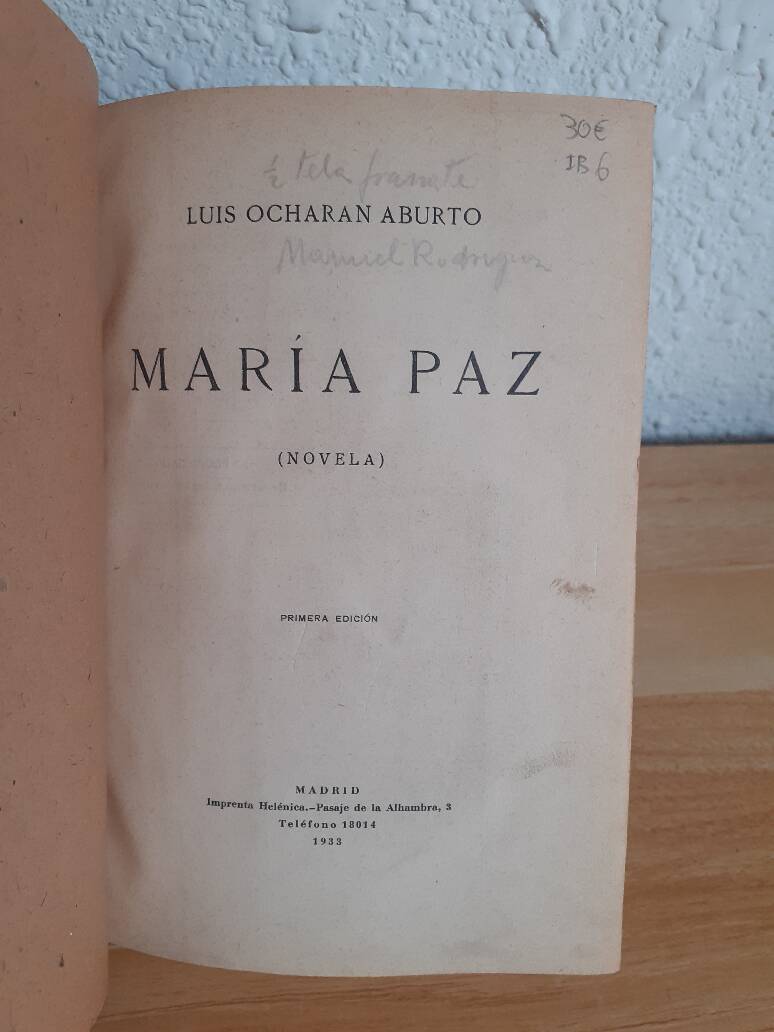 30€
IB6
½ tela granate
LUIS OCHARAN ABURTO
Manuel Rodriguez
MARÍA PAZ
(NOVELA)
PRIMERA EDICIÓN
MADRID
Imprenta Helénica.-Pasaje de la Alhambra, 3
Teléfono 18014
1933